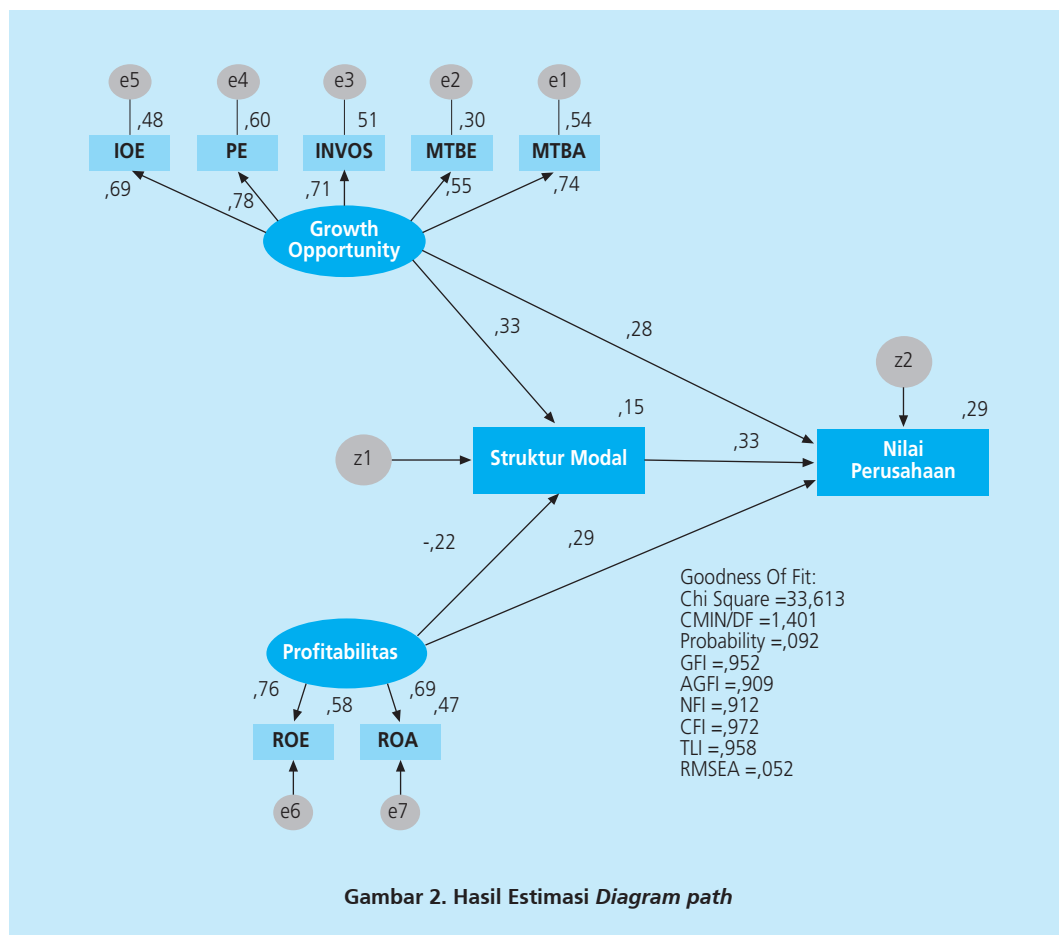 e5
e4
e3
e2
e1
,48
,60
51
,30
,54
IOE
PE
INVOS
MTBE
MTBA
,69
,78
,71
,55
,74
Growth
Opportunity
,33
,28
z2
,15
,29
z1
Struktur Modal
,33
Nilai
Perusahaan
-,22
,29
Goodness Of Fit:
Chi Square =33,613
CMIN/DF =1,401
Probability =,092
GFI =,952
AGFI =,909
NFI =,912
CFI =,972
TLI =,958
RMSEA =,052
Profitabilitas
,76
,58
,69
,47
ROE
ROA
e6
e7
Gambar 2. Hasil Estimasi Diagram path